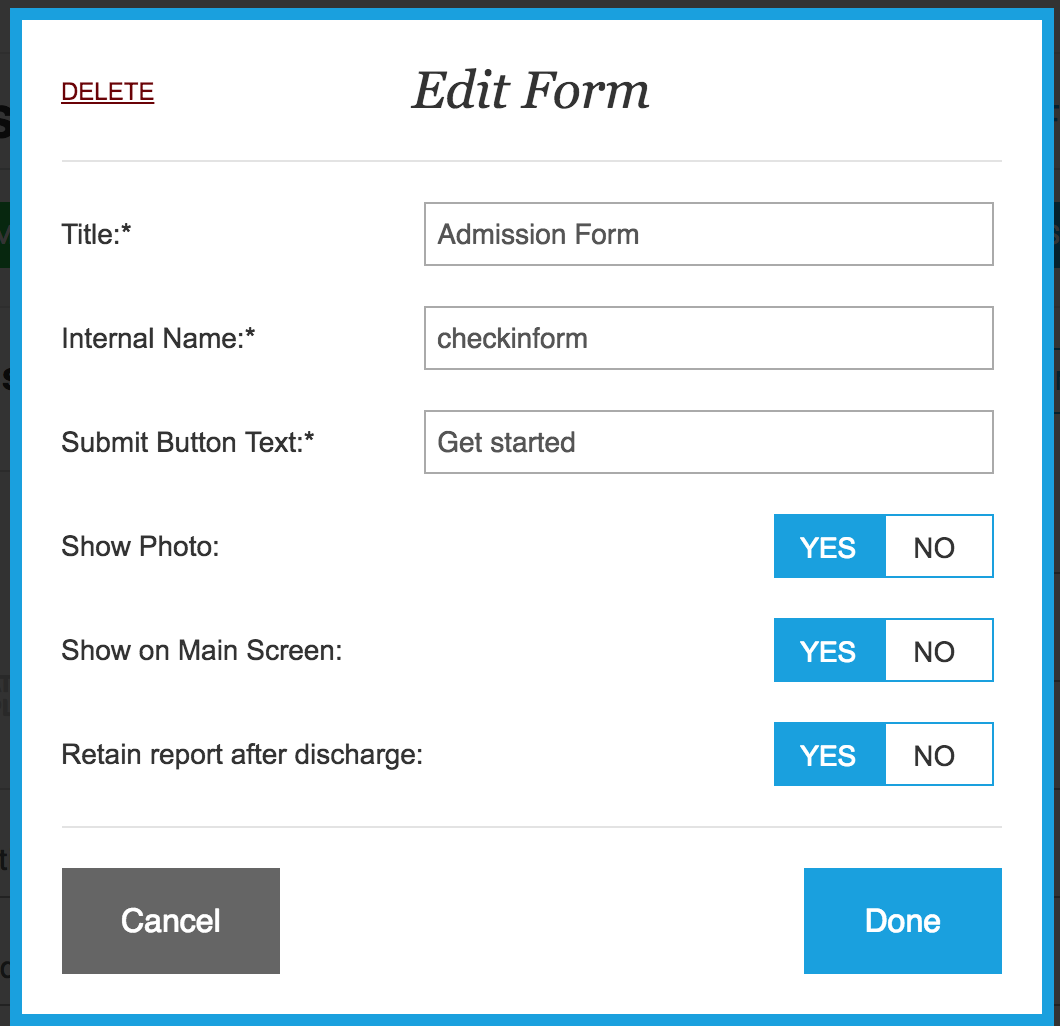 DELETE
Edit Form
Title:*
Admission Form
Internal Name:*
checkinform
Submit Button Text:*
Get started
Show Photo:
YES NO
Show on Main Screen:
YES NO
Retain report after discharge:
YES NO
Cancel
Done